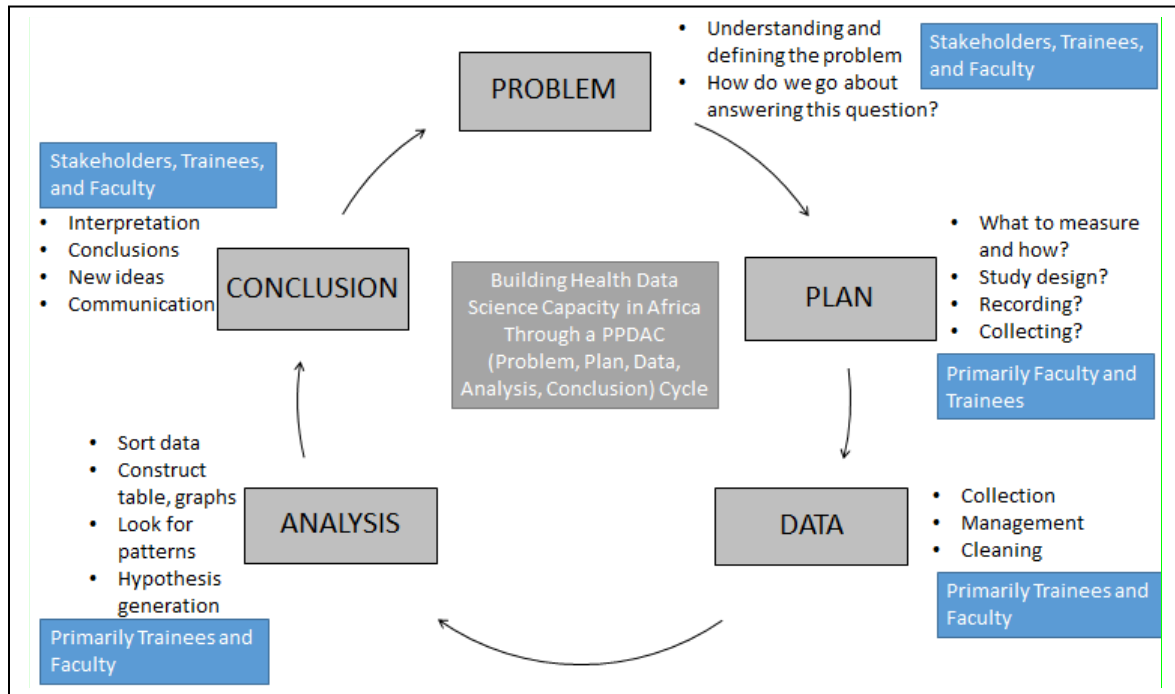 PROBLEM
• Understanding and
defining the problem
• How do we go about
answering this question?
Stakeholders, Trainees,
and Faculty
PLAN
• What to measure
and how?
• Study design?
• Recording?
• Collecting?
Primarily Faculty and
Trainees
DATA
• Collection
• Management
• Cleaning
Primarily Trainees and
Faculty
ANALYSIS
• Sort data
• Construct
table, graphs
• Look for
patterns
• Hypothesis
generation
Primarily Trainees and
Faculty
CONCLUSION
Stakeholders, Trainees,
and Faculty
• Interpretation
• Conclusions
• New ideas
• Communication
Building Health Data
Science Capacity in Africa
Through a PPDAC
(Problem, Plan, Data,
Analysis, Conclusion) Cycle